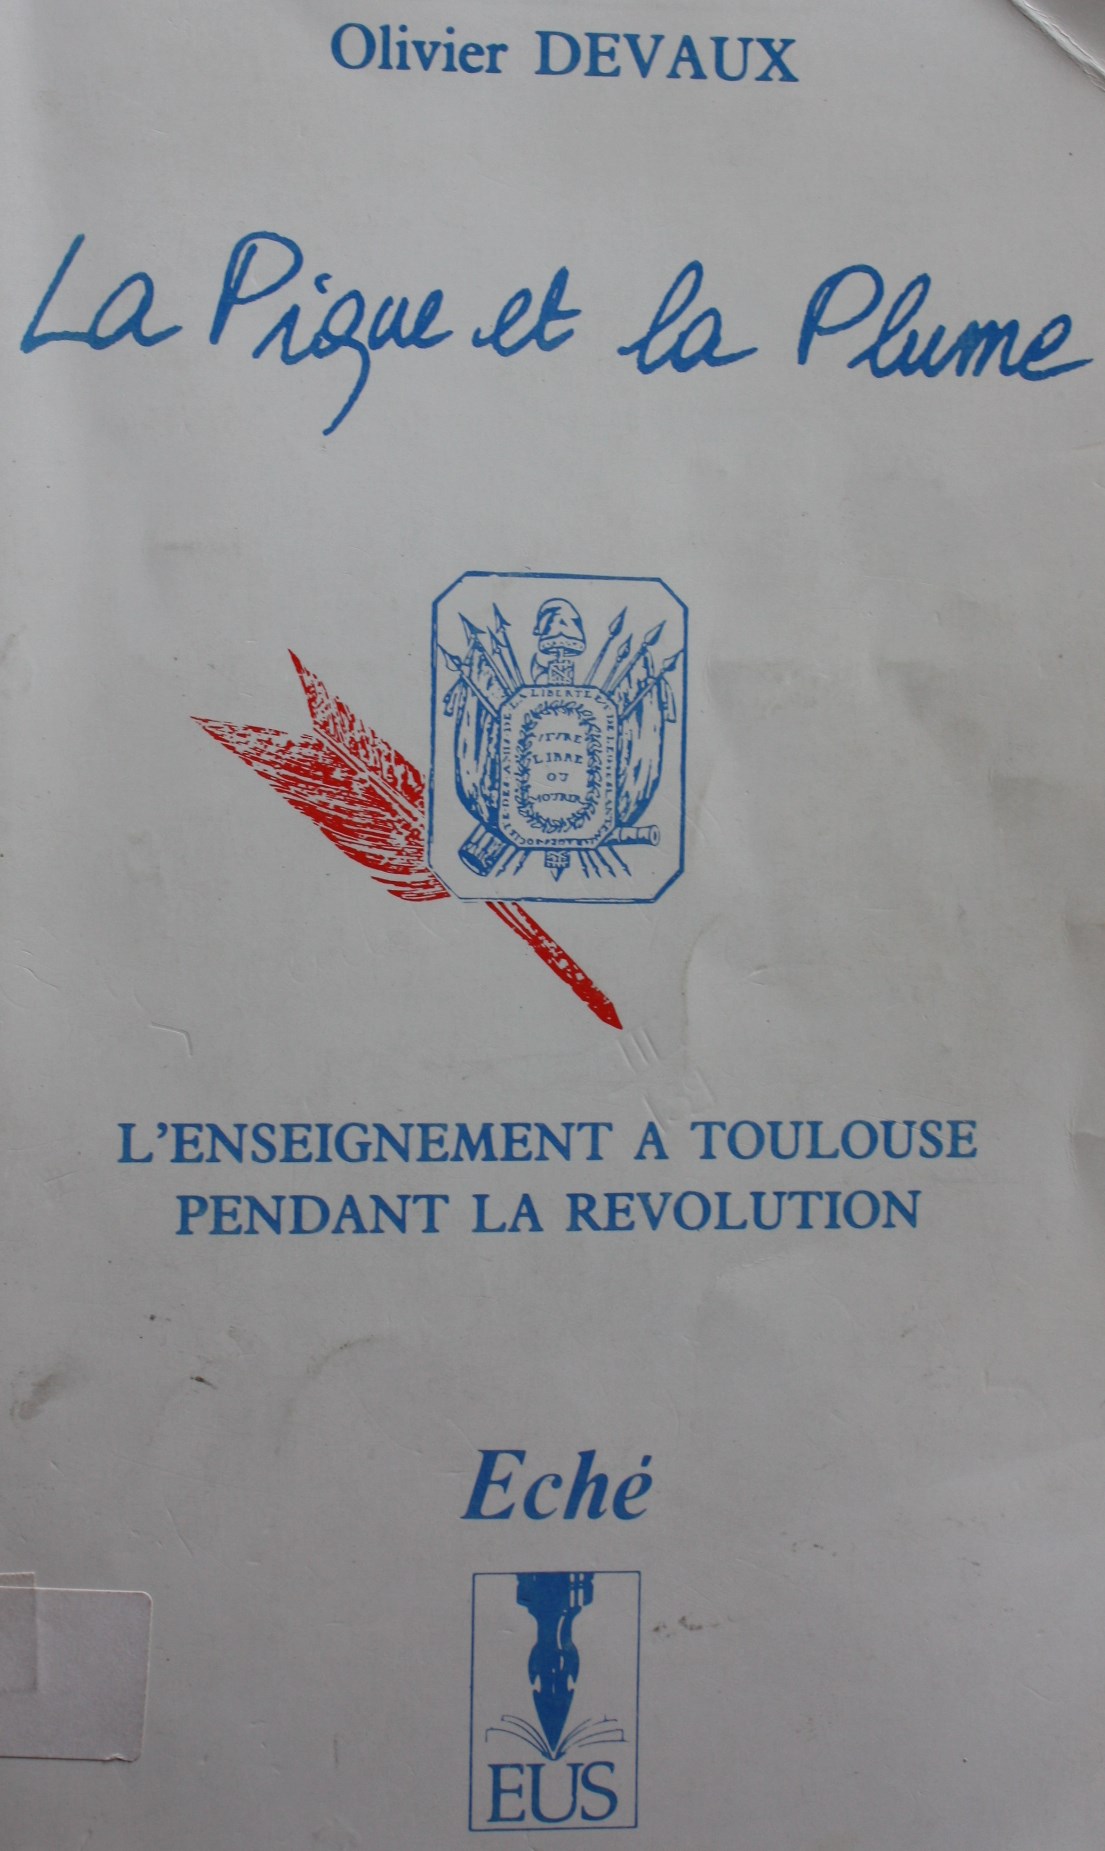 Olivier DEVAUX
La Pique et la Plume
VIVRE
LIBRE
OU
MOURIR
L'ENSEIGNEMENT A TOULOUSE
PENDANT LA REVOLUTION
Eché
EUS